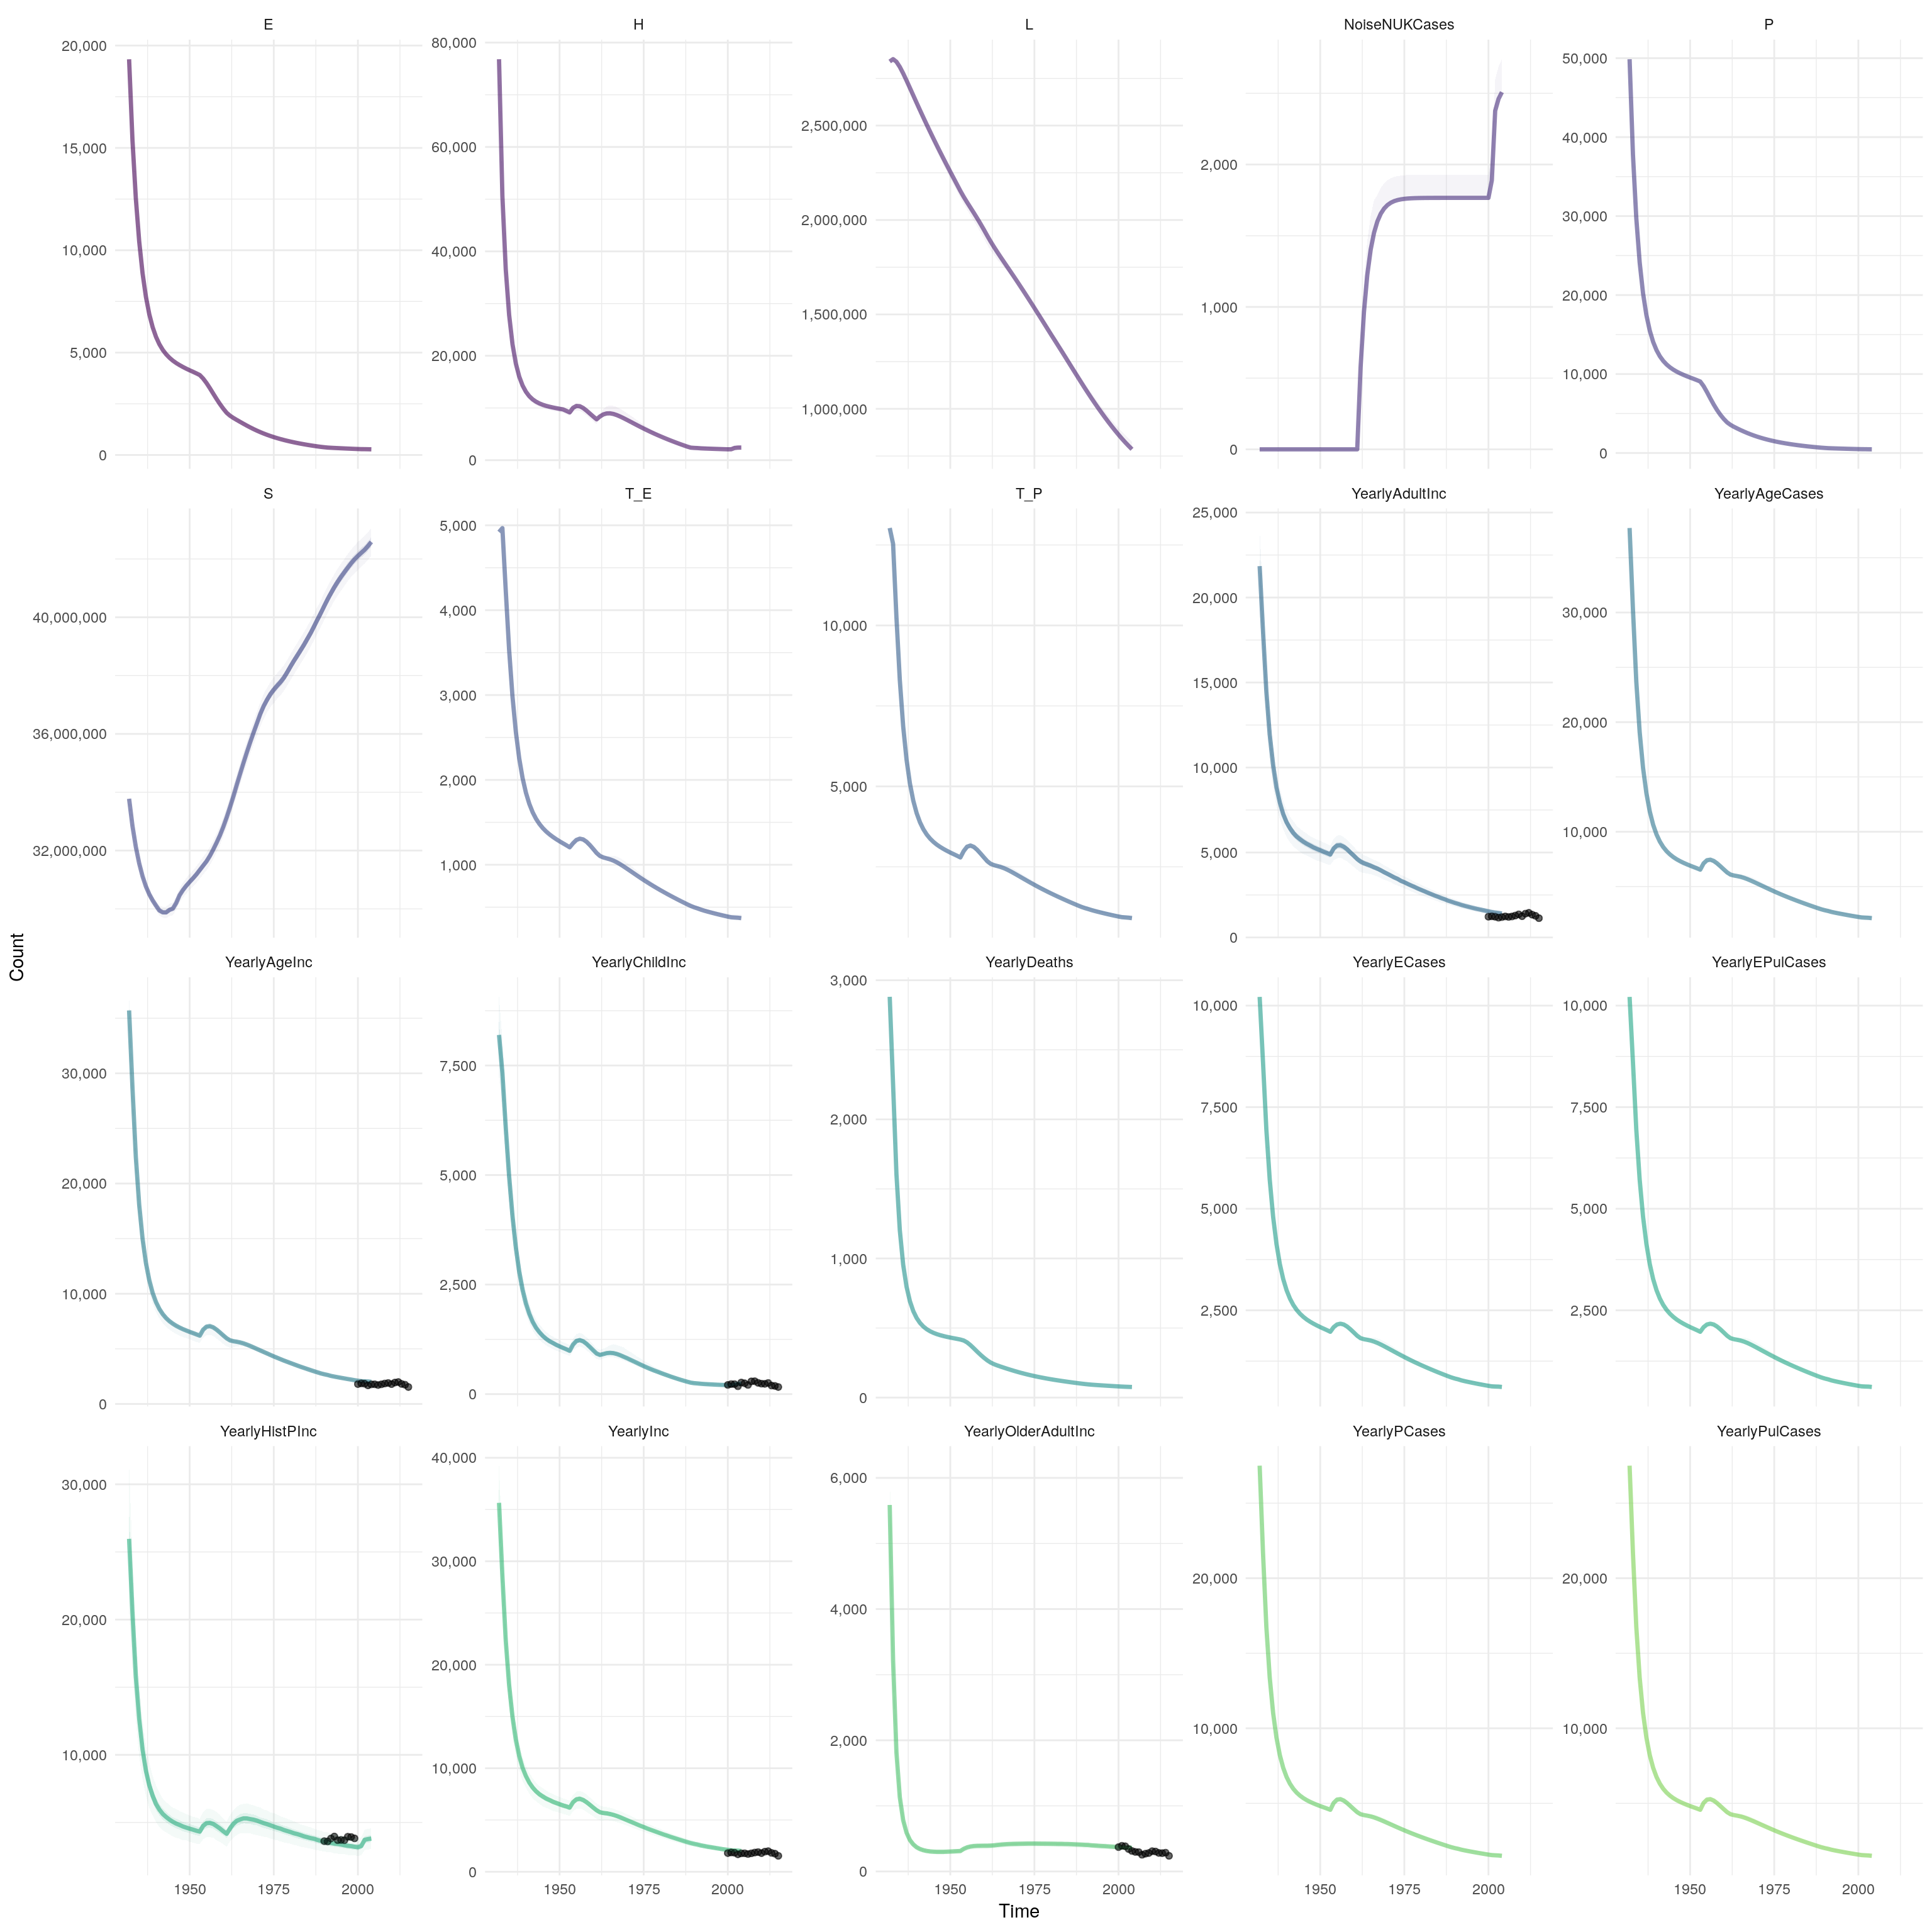 E
H
L
NoiseNUKCases
P
20,000
15,000
10,000
5,000
0
80,000
60,000
40,000
20,000
0
2,500,000
2,000,000
1,500,000
1,000,000
2,000
1,000
0
50,000
40,000
30,000
20,000
10,000
0
S
T_E
T_P
YearlyAdultInc
YearlyAgeCases
40,000,000
36,000,000
32,000,000
5,000
4,000
3,000
2,000
1,000
10,000
5,000
25,000
20,000
15,000
10,000
5,000
0
30,000
20,000
10,000
Count
YearlyAgeInc
YearlyChildInc
YearlyDeaths
YearlyECases
YearlyEPulCases
30,000
20,000
10,000
0
7,500
5,000
2,500
0
3,000
2,000
1,000
0
10,000
7,500
5,000
2,500
10,000
7,500
5,000
2,500
YearlyHistPInc
YearlyInc
YearlyOlderAdultInc
YearlyPCases
YearlyPulCases
30,000
20,000
10,000
40,000
30,000
20,000
10,000
0
6,000
4,000
2,000
0
20,000
10,000
20,000
10,000
1950 1975 2000
1950 1975 2000
1950 1975 2000
1950 1975 2000
1950 1975 2000
Time